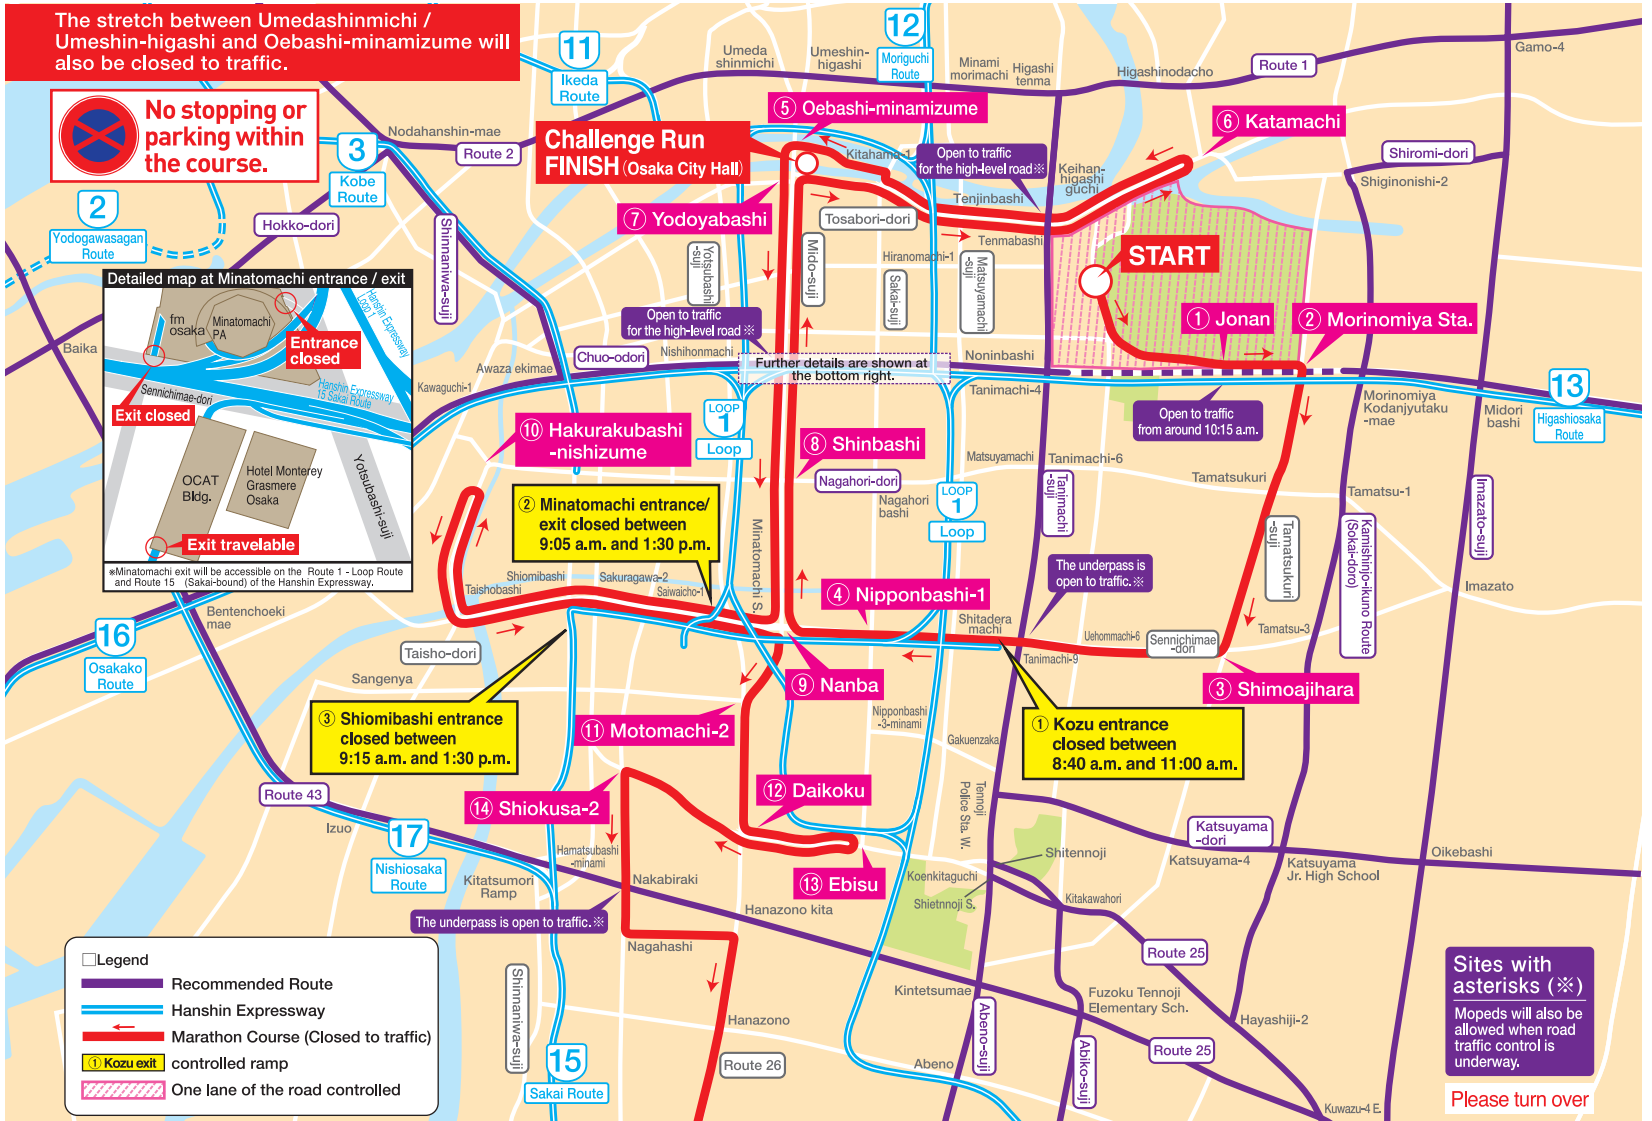 The stretch between Umedashinmichi /
Umeshin-higashi and Oebashi-minamizume will
also be closed to traffic.
No stopping or
parking within
the course.
11
Ikeda
Route
12
Moriguchi
Route
Umeda
shinmichi
Umeshin-
higashi
Minami
morimachi
Higashi
tenma
Higashinodacho
Route 1
Gamo-4
Nodahanshin-mae
Route 2
3
Kobe
Route
2
Yodogawasagan
Route
Hokko-dori
Shinnaniwa-suji
Challenge Run
FINISH (Osaka City Hall)
⑤ Oebashi-minamizume
⑥ Katamachi
Kitahama-1
Open to traffic
for the high-level road※
Keihan-
higashi
guchi
Shiromi-dori
Shiginonishi-2
⑦ Yodoyabashi
Tosabori-dori
Tenjinbashi
Tenmabashi
Yotsubashi
-suji
Mido-suji
Hiranomachi-1
Sakai-suji
Matsuyamachi
-suji
START
Open to traffic
for the high-level road ※
① Jonan
② Morinomiya Sta.
Detailed map at Minatomachi entrance / exit
fm
osaka
Minatomachi
PA
Hanshin Expressway
Loop 1
Entrance
closed
Sennichimae-dori
Hanshin Expressway
15 Sakai Route
Exit closed
OCAT
Bldg.
Hotel Monterey
Grasmere
Osaka
Yotsubashi-suji
Exit travelable
※Minatomachi exit will be accessible on the Route 1 - Loop Route
and Route 15 (Sakai-bound) of the Hanshin Expressway.
Baika
Kawaguchi-1
Awaza ekimae
Chuo-odori
Nishihonmachi
Further details are shown at
the bottom right.
Noninbashi
Tanimachi-4
Open to traffic
from around 10:15 a.m.
Morinomiya
Kodanjyutaku
-mae
Midori
bashi
13
Higashiosaka
Route
⑩ Hakurakubashi
-nishizume
LOOP
1
Loop
⑧ Shinbashi
Nagahori-dori
Nagahori
bashi
Matsuyamachi
Tanimachi-6
Tanimachi
-suji
LOOP
1
Loop
Tamatsukuri
Tamatsu-1
Tamatsukuri
-suji
Kamishinjo-ikuno Route
(Sokai-doro)
Imazato-suji
Imazato
② Minatomachi entrance/
exit closed between
9:05 a.m. and 1:30 p.m.
Minatomachi S.
The underpass is
open to traffic.※
Taishobashi
Shiomibashi
Sakuragawa-2
Saiwaicho-1
④ Nipponbashi-1
Shitadera
machi
Uehommachi-6
Tanimachi-9
Sennichimae
-dori
Tamatsu-3
③ Shimoajihara
Bentenchoeki
mae
16
Osakako
Route
Taisho-dori
Sangenya
③ Shiomibashi entrance
closed between
9:15 a.m. and 1:30 p.m.
⑨ Nanba
⑪ Motomachi-2
Nipponbashi
-3-minami
Gakuenzaka
① Kozu entrance
closed between
8:40 a.m. and 11:00 a.m.
Route 43
Izuo
17
Nishiosaka
Route
⑭ Shiokusa-2
⑫ Daikoku
⑬ Ebisu
Tennoji
Police Sta. W.
Hamatsubashi
-minami
Kitatsumori
Ramp
Nakabiraki
The underpass is open to traffic.※
Hanazono kita
Nagahashi
Koenkitaguchi
Shietnnoji S.
Shitennoji
Kitakawahori
Katsuyama
-dori
Katsuyama-4
Katsuyama
Jr. High School
Oikebashi
Shinnaniwa-suji
15
Sakai Route
Hanazono
Route 26
Kintetsumae
Abeno
Abeno-suji
Abiko-suji
Fuzoku Tennoji
Elementary Sch.
Route 25
Route 25
Hayashiji-2
Kuwazu-4 E.
□Legend
Recommended Route
Hanshin Expressway
Marathon Course (Closed to traffic)
① Kozu exit controlled ramp
One lane of the road controlled
Sites with
asterisks (※)
Mopeds will also be
allowed when road
traffic control is
underway.
Please turn over